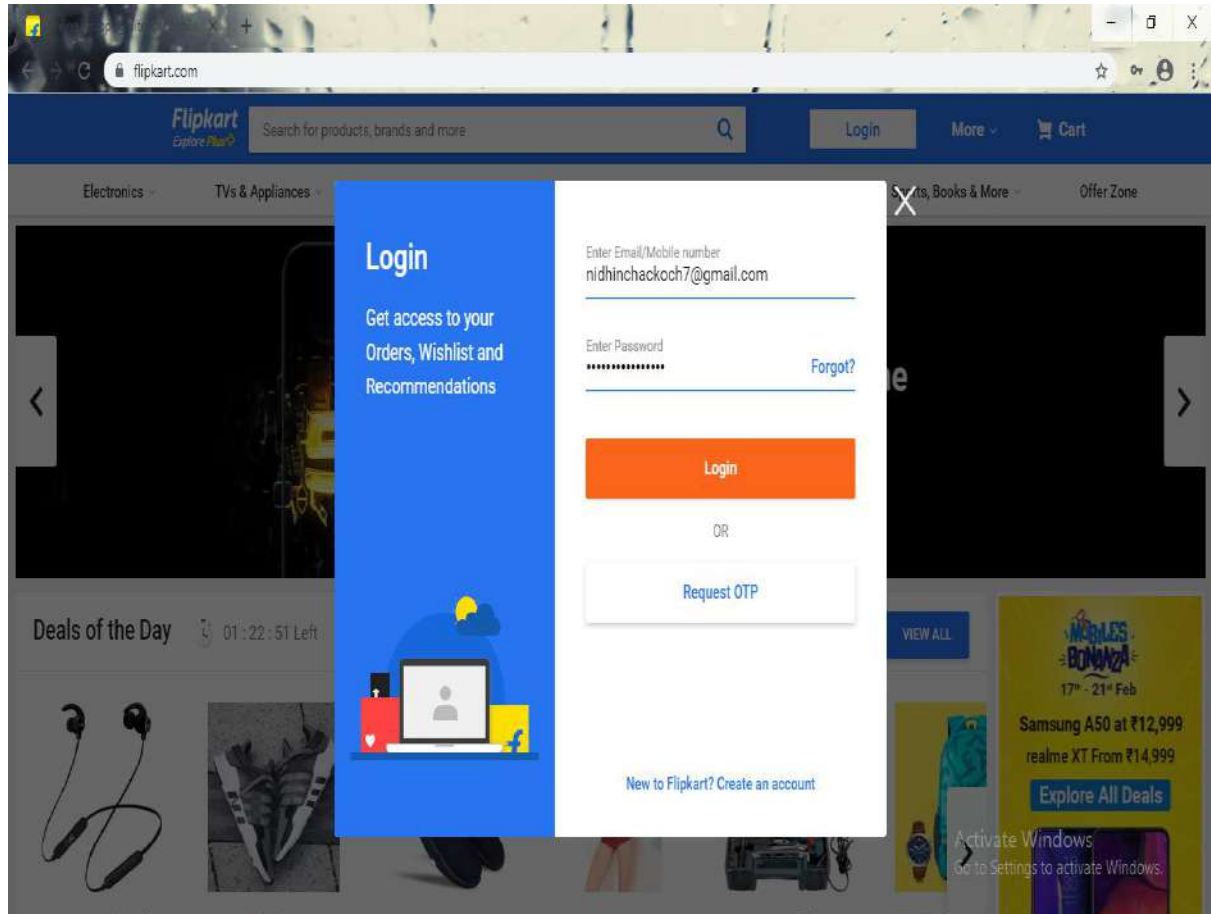 flipkart.com
Flipkart
Explore Plus
Search for products, brands and more
Login
More
Cart
Electronics
TVs & Appliances
Sports, Books & More
Offer Zone
Login
Get access to your
Orders, Wishlist and
Recommendations
Enter Email/Mobile number
nidhinchackoch7@gmail.com
Enter Password
••••••••••••••••
Forgot?
Login
OR
Request OTP
New to Flipkart? Create an account
Deals of the Day
01 : 22 : 51 Left
VIEW ALL
MOBILES
BONANZA
17th - 21st Feb
Samsung A50 at ₹12,999
realme XT From ₹14,999
Explore All Deals
Activate Windows
Go to Settings to activate Windows.